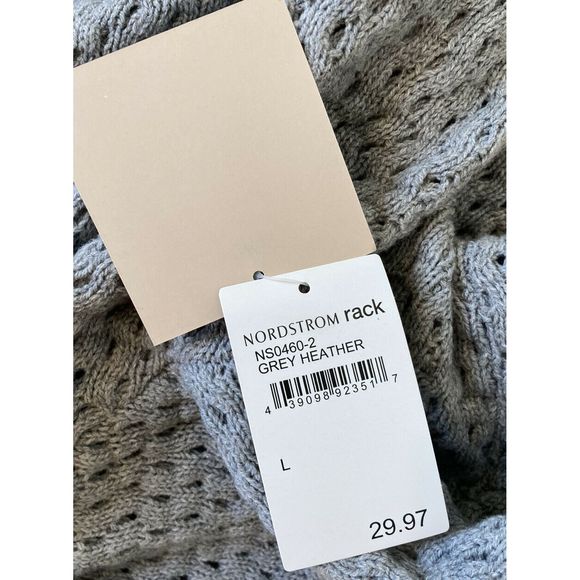 NORDSTROM rack
NS0460-2
GREY HEATHER
4 39098 92351 7
L
29.97